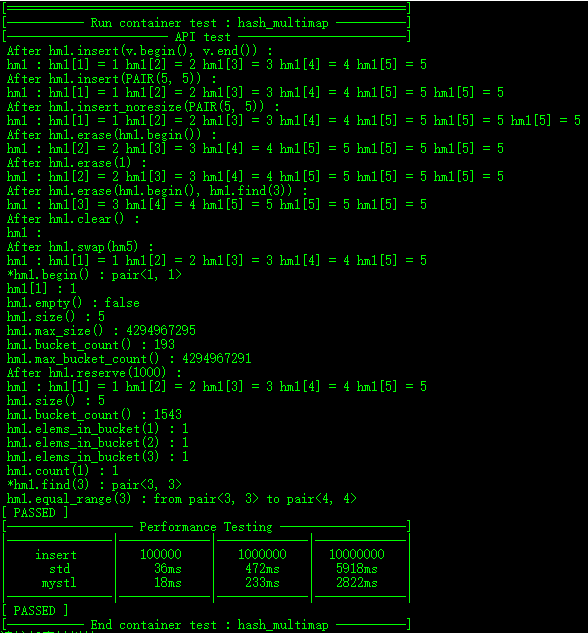 Run container test : hash_multimap
API test
After hm1.insert(v.begin(), v.end()) :
hm1 : hm1[1] = 1 hm1[2] = 2 hm1[3] = 3 hm1[4] = 4 hm1[5] = 5
After hm1.insert(PAIR(5, 5)) :
hm1 : hm1[1] = 1 hm1[2] = 2 hm1[3] = 3 hm1[4] = 4 hm1[5] = 5 hm1[5] = 5
After hm1.insert_noresize(PAIR(5, 5)) :
hm1 : hm1[1] = 1 hm1[2] = 2 hm1[3] = 3 hm1[4] = 4 hm1[5] = 5 hm1[5] = 5 hm1[5] = 5
After hm1.erase(hm1.begin()) :
hm1 : hm1[2] = 2 hm1[3] = 3 hm1[4] = 4 hm1[5] = 5 hm1[5] = 5 hm1[5] = 5
After hm1.erase(1) :
hm1 : hm1[2] = 2 hm1[3] = 3 hm1[4] = 4 hm1[5] = 5 hm1[5] = 5 hm1[5] = 5
After hm1.erase(hm1.begin(), hm1.find(3)) :
hm1 : hm1[3] = 3 hm1[4] = 4 hm1[5] = 5 hm1[5] = 5 hm1[5] = 5
After hm1.clear() :
hm1 :
After hm1.swap(hm5) :
hm1 : hm1[1] = 1 hm1[2] = 2 hm1[3] = 3 hm1[4] = 4 hm1[5] = 5
*hm1.begin() : pair<1, 1>
hm1[1] : 1
hm1.empty() : false
hm1.size() : 5
hm1.max_size() : 4294967295
hm1.bucket_count() : 193
hm1.max_bucket_count() : 4294967291
After hm1.reserve(1000) :
hm1 : hm1[1] = 1 hm1[2] = 2 hm1[3] = 3 hm1[4] = 4 hm1[5] = 5
hm1.size() : 5
hm1.bucket_count() : 1543
hm1.elems_in_bucket(1) : 1
hm1.elems_in_bucket(2) : 1
hm1.elems_in_bucket(3) : 1
hm1.count(1) : 1
*hm1.find(3) : pair<3, 3>
hm1.equal_range(3) : from pair<3, 3> to pair<4, 4>
[ PASSED ]
Performance Testing
insert | 100000 | 1000000 | 10000000
std | 36ms | 472ms | 5918ms
mystl | 18ms | 233ms | 2822ms
[ PASSED ]
End container test : hash_multimap